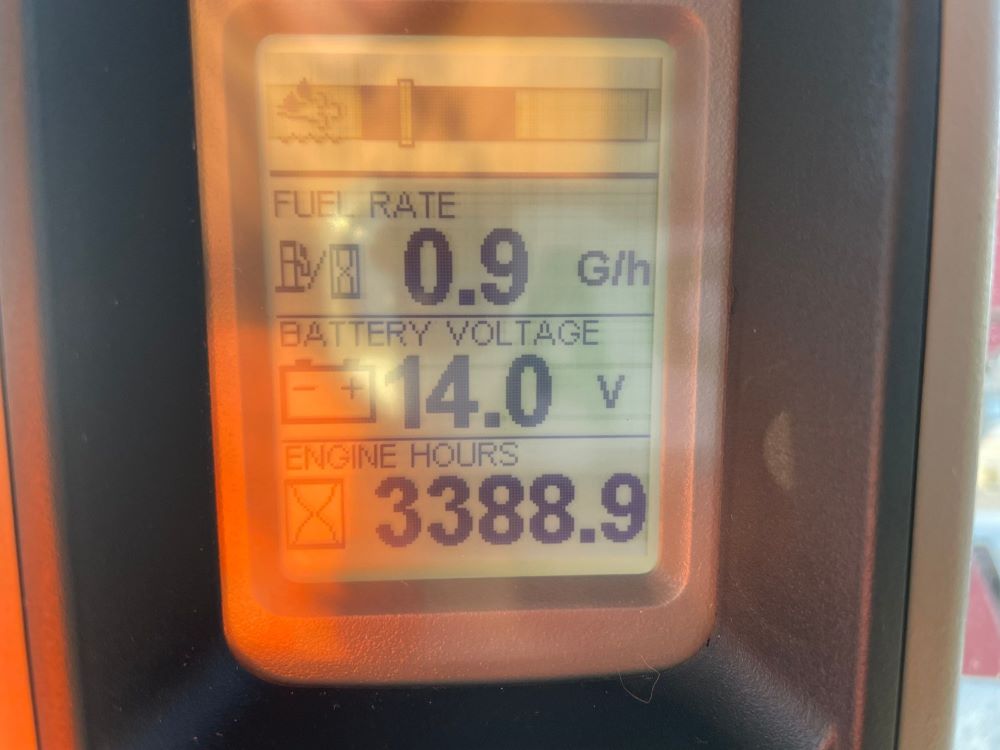 FUEL RATE
0.9 G/h
BATTERY VOLTAGE
14.0 V
ENGINE HOURS
3388.9